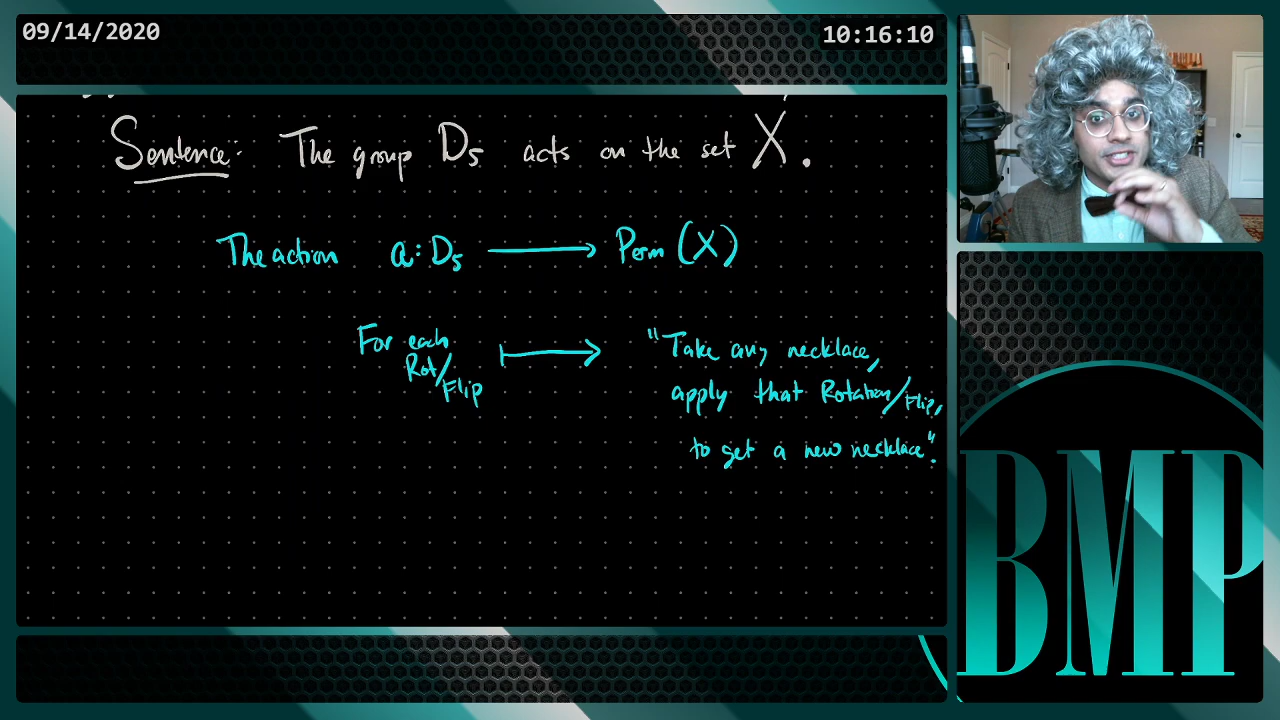 09/14/2020
10:16:10
Sentence: The group D₅ acts on the set X.
The action a: D₅ ⟶ Perm (X)
For each
Rot/
Flip
⟼ "Take any necklace,
apply that Rotation/Flip,
to get a new necklace".
BMP